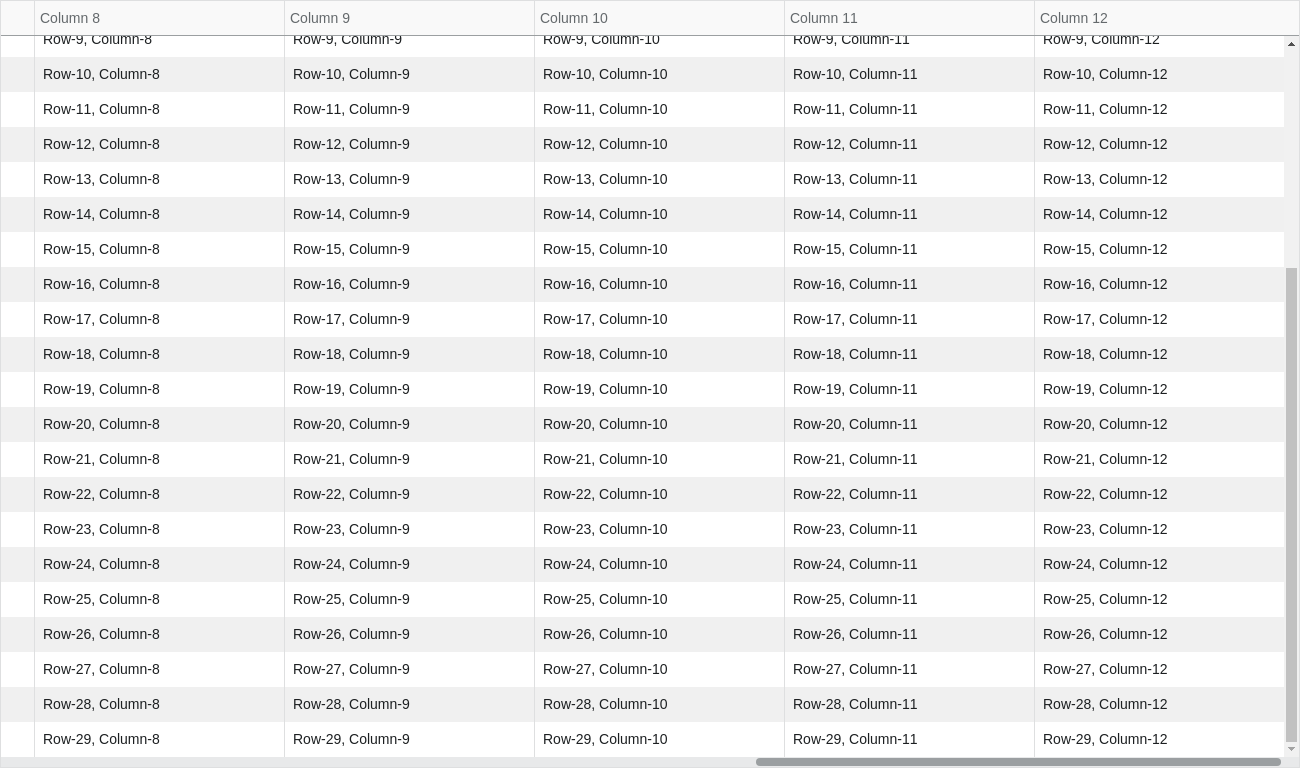 Column 8 Column 9 Column 10 Column 11 Column 12
Row-9, Column-8 Row-9, Column-9 Row-9, Column-10 Row-9, Column-11 Row-9, Column-12
Row-10, Column-8 Row-10, Column-9 Row-10, Column-10 Row-10, Column-11 Row-10, Column-12
Row-11, Column-8 Row-11, Column-9 Row-11, Column-10 Row-11, Column-11 Row-11, Column-12
Row-12, Column-8 Row-12, Column-9 Row-12, Column-10 Row-12, Column-11 Row-12, Column-12
Row-13, Column-8 Row-13, Column-9 Row-13, Column-10 Row-13, Column-11 Row-13, Column-12
Row-14, Column-8 Row-14, Column-9 Row-14, Column-10 Row-14, Column-11 Row-14, Column-12
Row-15, Column-8 Row-15, Column-9 Row-15, Column-10 Row-15, Column-11 Row-15, Column-12
Row-16, Column-8 Row-16, Column-9 Row-16, Column-10 Row-16, Column-11 Row-16, Column-12
Row-17, Column-8 Row-17, Column-9 Row-17, Column-10 Row-17, Column-11 Row-17, Column-12
Row-18, Column-8 Row-18, Column-9 Row-18, Column-10 Row-18, Column-11 Row-18, Column-12
Row-19, Column-8 Row-19, Column-9 Row-19, Column-10 Row-19, Column-11 Row-19, Column-12
Row-20, Column-8 Row-20, Column-9 Row-20, Column-10 Row-20, Column-11 Row-20, Column-12
Row-21, Column-8 Row-21, Column-9 Row-21, Column-10 Row-21, Column-11 Row-21, Column-12
Row-22, Column-8 Row-22, Column-9 Row-22, Column-10 Row-22, Column-11 Row-22, Column-12
Row-23, Column-8 Row-23, Column-9 Row-23, Column-10 Row-23, Column-11 Row-23, Column-12
Row-24, Column-8 Row-24, Column-9 Row-24, Column-10 Row-24, Column-11 Row-24, Column-12
Row-25, Column-8 Row-25, Column-9 Row-25, Column-10 Row-25, Column-11 Row-25, Column-12
Row-26, Column-8 Row-26, Column-9 Row-26, Column-10 Row-26, Column-11 Row-26, Column-12
Row-27, Column-8 Row-27, Column-9 Row-27, Column-10 Row-27, Column-11 Row-27, Column-12
Row-28, Column-8 Row-28, Column-9 Row-28, Column-10 Row-28, Column-11 Row-28, Column-12
Row-29, Column-8 Row-29, Column-9 Row-29, Column-10 Row-29, Column-11 Row-29, Column-12